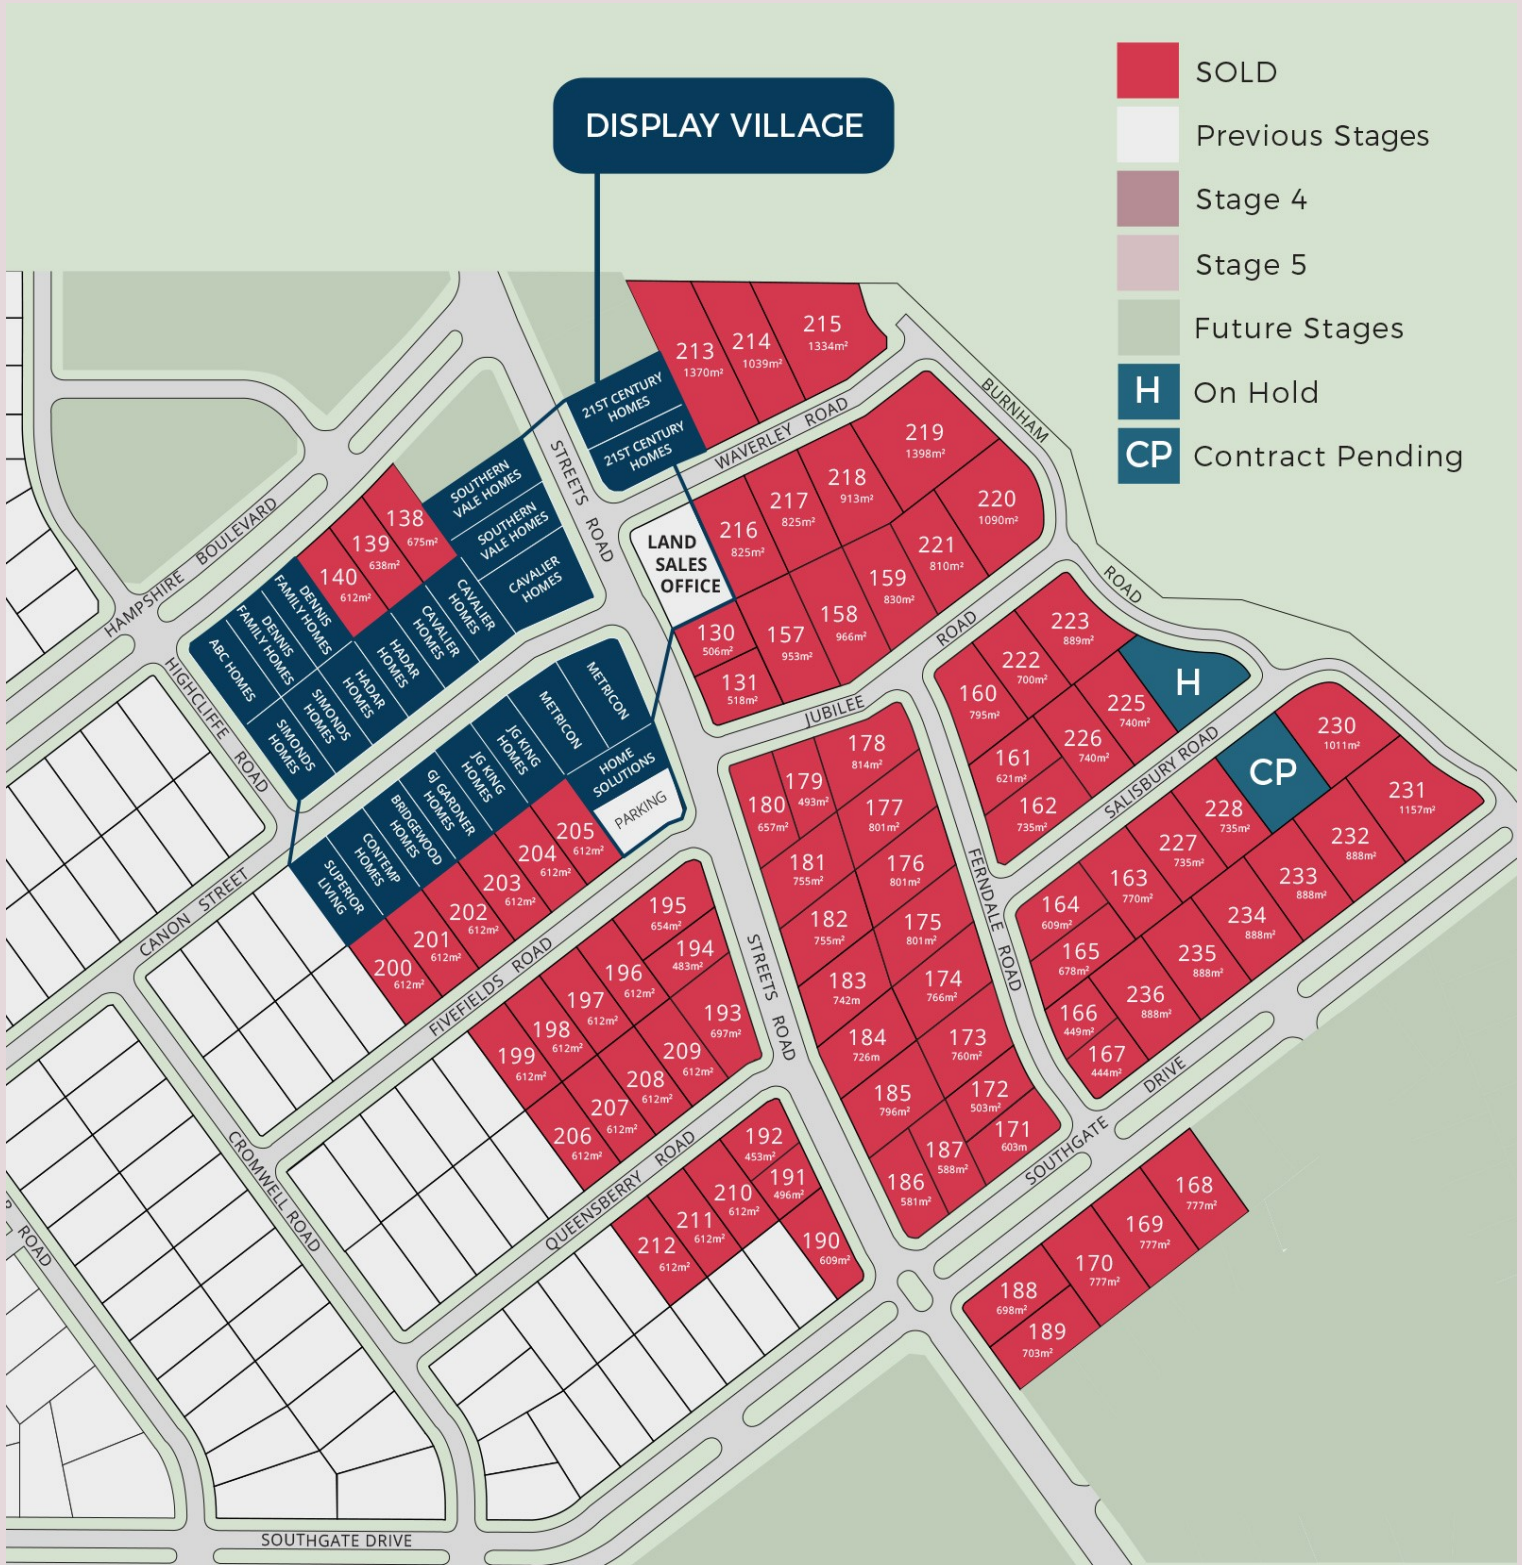 DISPLAY VILLAGE
SOLD
Previous Stages
Stage 4
Stage 5
Future Stages
H
On Hold
CP
Contract Pending
213
1370m²
214
1039m²
215
1334m²
21ST CENTURY
HOMES
21ST CENTURY
HOMES
WAVERLEY ROAD
BURNHAM
ROAD
STREETS ROAD
SOUTHERN
VALE HOMES
SOUTHERN
VALE HOMES
CAVALIER
HOMES
138
675m²
139
638m²
140
612m²
HAMPSHIRE BOULEVARD
DENNIS
FAMILY HOMES
DENNIS
FAMILY HOMES
ABC HOMES
CAVALIER
HOMES
CAVALIER
HOMES
HADAR
HOMES
HADAR
HOMES
SIMONDS
HOMES
SIMONDS
HOMES
HIGHCLIFFE ROAD
LAND
SALES
OFFICE
216
825m²
217
825m²
218
913m²
219
1398m²
220
1090m²
221
810m²
159
830m²
158
966m²
157
953m²
130
506m²
131
518m²
JUBILEE
ROAD
METRICON
METRICON
HOME
SOLUTIONS
PARKING
JG KING
HOMES
JG KING
HOMES
GJ GARDNER
HOMES
BRIDGEWOOD
HOMES
CONTEMP
HOMES
SUPERIOR
LIVING
223
889m²
222
700m²
160
795m²
H
225
740m²
226
740m²
161
621m²
162
735m²
SALISBURY ROAD
230
1011m²
CP
231
1157m²
228
735m²
227
735m²
232
888m²
163
770m²
233
888m²
164
609m²
234
888m²
165
678m²
235
888m²
166
449m²
236
888m²
167
444m²
178
814m²
179
493m²
180
657m²
177
801m²
181
755m²
176
801m²
182
755m²
175
801m²
183
742m
174
766m²
184
726m
173
760m²
185
796m²
172
503m²
171
603m
187
588m²
186
581m²
FERNDALE ROAD
205
612m²
204
612m²
203
612m²
202
612m²
201
612m²
200
612m²
CANON STREET
FIVEFIELDS ROAD
195
654m²
194
483m²
196
612m²
197
612m²
198
612m²
199
612m²
193
697m²
209
612m²
208
612m²
207
612m²
206
612m²
STREETS ROAD
QUEENSBERRY ROAD
192
453m²
191
496m²
210
612m²
211
612m²
212
612m²
190
609m²
SOUTHGATE DRIVE
168
777m²
169
777m²
170
777m²
188
698m²
189
703m²
CROMWELL ROAD
ROAD
SOUTHGATE DRIVE